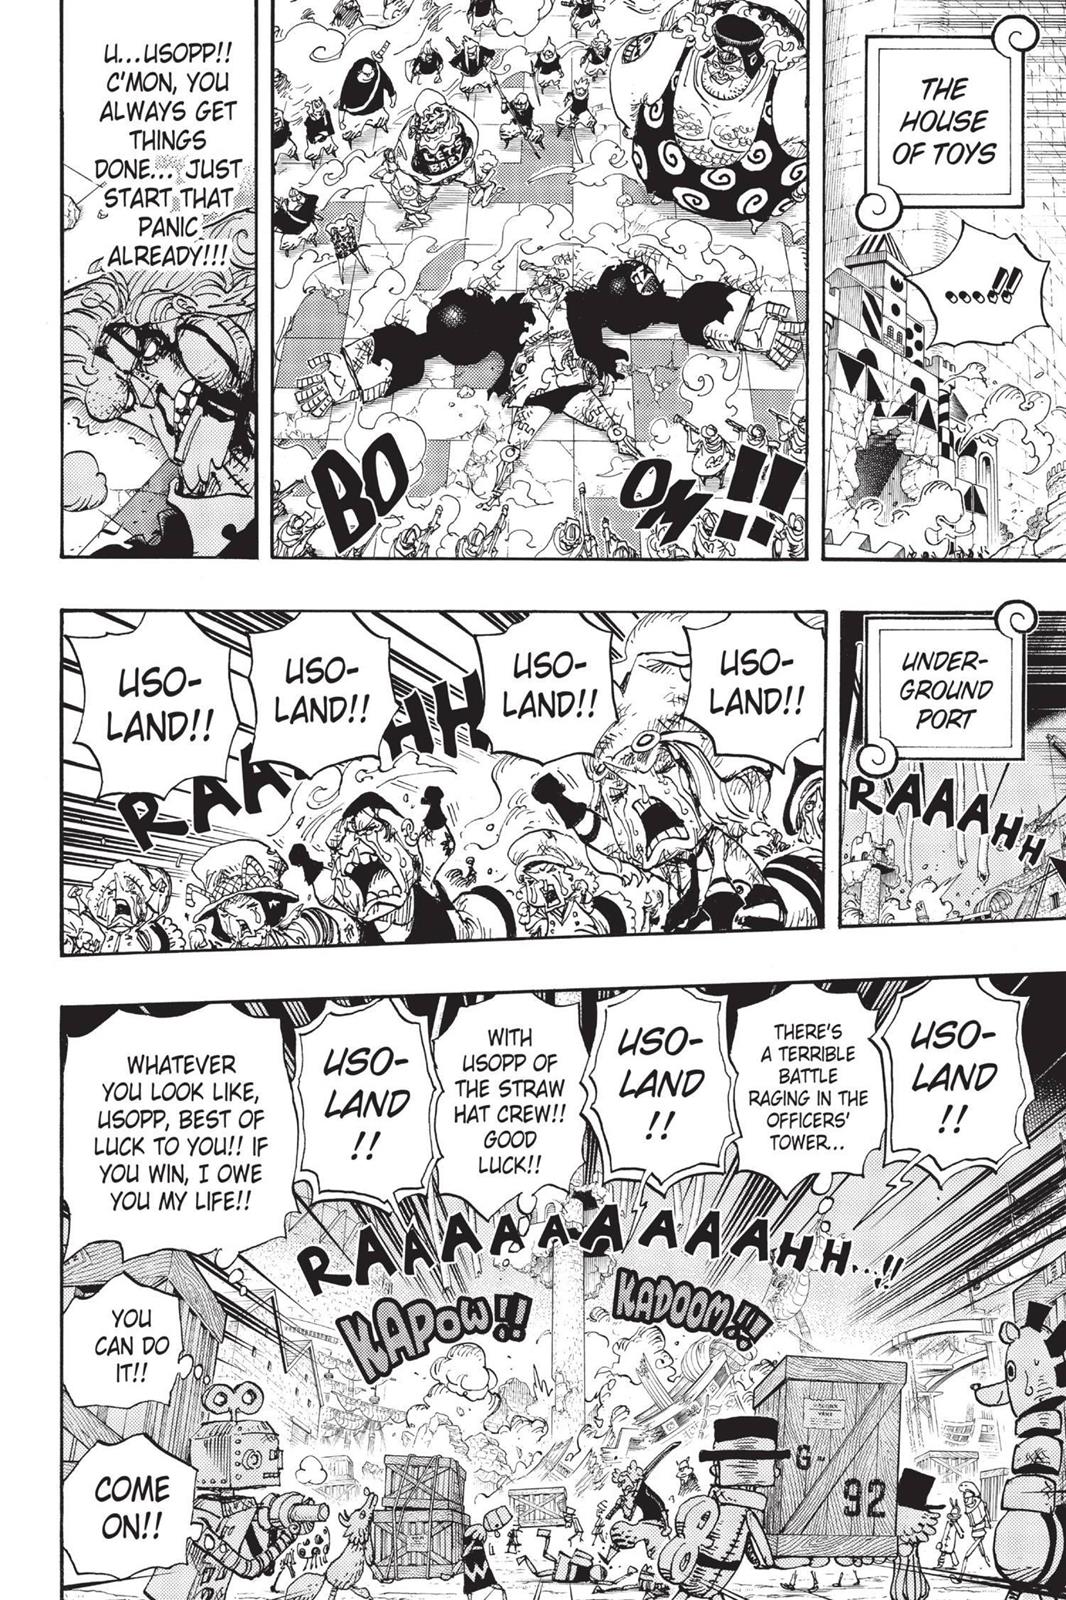 THE
HOUSE
OF TOYS
....!!
BO
OM!!
U...USOPP!!
C'MON, YOU
ALWAYS GET
THINGS
DONE... JUST
START THAT
PANIC
ALREADY!!!
UNDER-
GROUND
PORT
RAAAAHH
USO-
LAND!!
USO-
LAND!!
USO-
LAND!!
USO-
LAND!!
RAAAHH
USO-
LAND
!!
THERE'S
A TERRIBLE
BATTLE
RAGING IN THE
OFFICERS'
TOWER...
USO-
LAND
!!
WITH
USOPP OF
THE STRAW
HAT CREW!!
GOOD
LUCK!!
USO-
LAND
!!
WHATEVER
YOU LOOK LIKE,
USOPP, BEST OF
LUCK TO YOU!! IF
YOU WIN, I OWE
YOU MY LIFE!!
RAAAAAAAAAAHH...!!
KADOOM!!
KAPOW!!
YOU
CAN DO
IT!!
COME
ON!!
G-
92